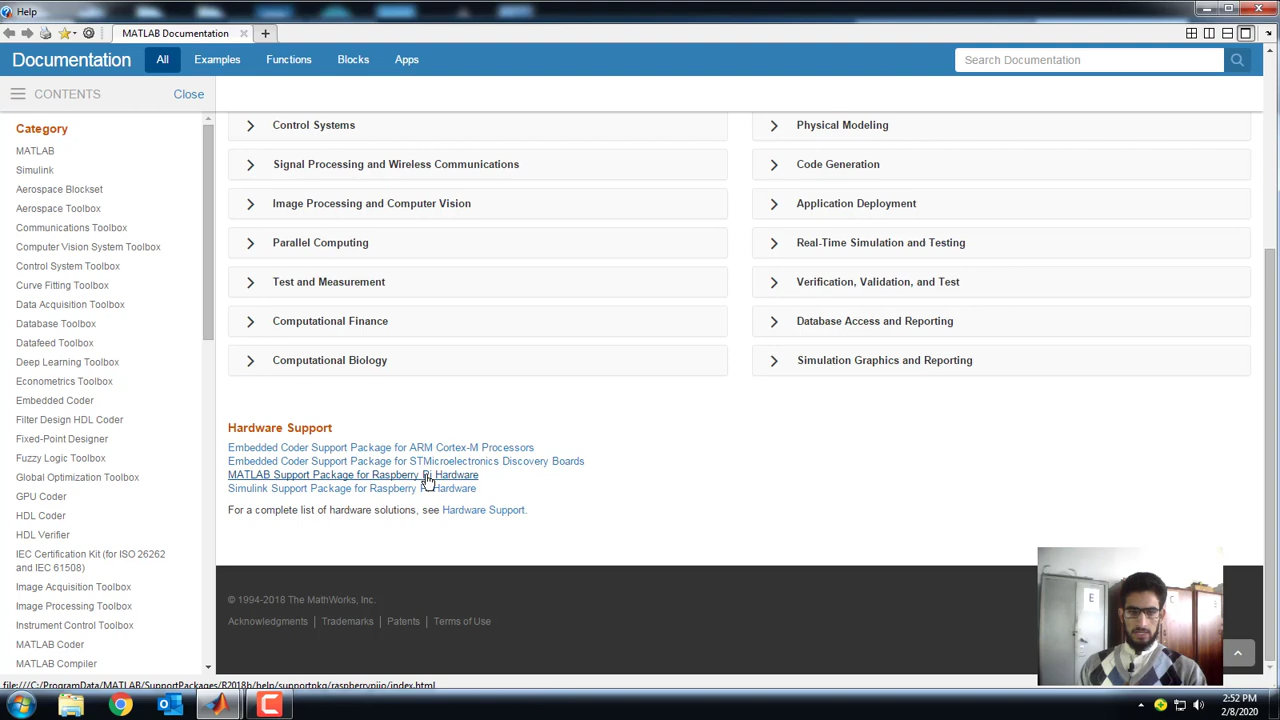 Help
MATLAB Documentation
Documentation
All
Examples
Functions
Blocks
Apps
Search Documentation
CONTENTS
Close
Category
MATLAB
Simulink
Aerospace Blockset
Aerospace Toolbox
Communications Toolbox
Computer Vision System Toolbox
Control System Toolbox
Curve Fitting Toolbox
Data Acquisition Toolbox
Database Toolbox
Datafeed Toolbox
Deep Learning Toolbox
Econometrics Toolbox
Embedded Coder
Filter Design HDL Coder
Fixed-Point Designer
Fuzzy Logic Toolbox
Global Optimization Toolbox
GPU Coder
HDL Coder
HDL Verifier
IEC Certification Kit (for ISO 26262
and IEC 61508)
Image Acquisition Toolbox
Image Processing Toolbox
Instrument Control Toolbox
MATLAB Coder
MATLAB Compiler
Control Systems
Physical Modeling
Signal Processing and Wireless Communications
Code Generation
Image Processing and Computer Vision
Application Deployment
Parallel Computing
Real-Time Simulation and Testing
Test and Measurement
Verification, Validation, and Test
Computational Finance
Database Access and Reporting
Computational Biology
Simulation Graphics and Reporting
Hardware Support
Embedded Coder Support Package for ARM Cortex-M Processors
Embedded Coder Support Package for STMicroelectronics Discovery Boards
MATLAB Support Package for Raspberry Pi Hardware
Simulink Support Package for Raspberry Pi Hardware
For a complete list of hardware solutions, see Hardware Support.
© 1994-2018 The MathWorks, Inc.
Acknowledgments
Trademarks
Patents
Terms of Use
E
C
file:///C:/ProgramData/MATLAB/SupportPackages/R2018b/help/supportpkg/raspberrypiio/index.html
2:52 PM
2/8/2020